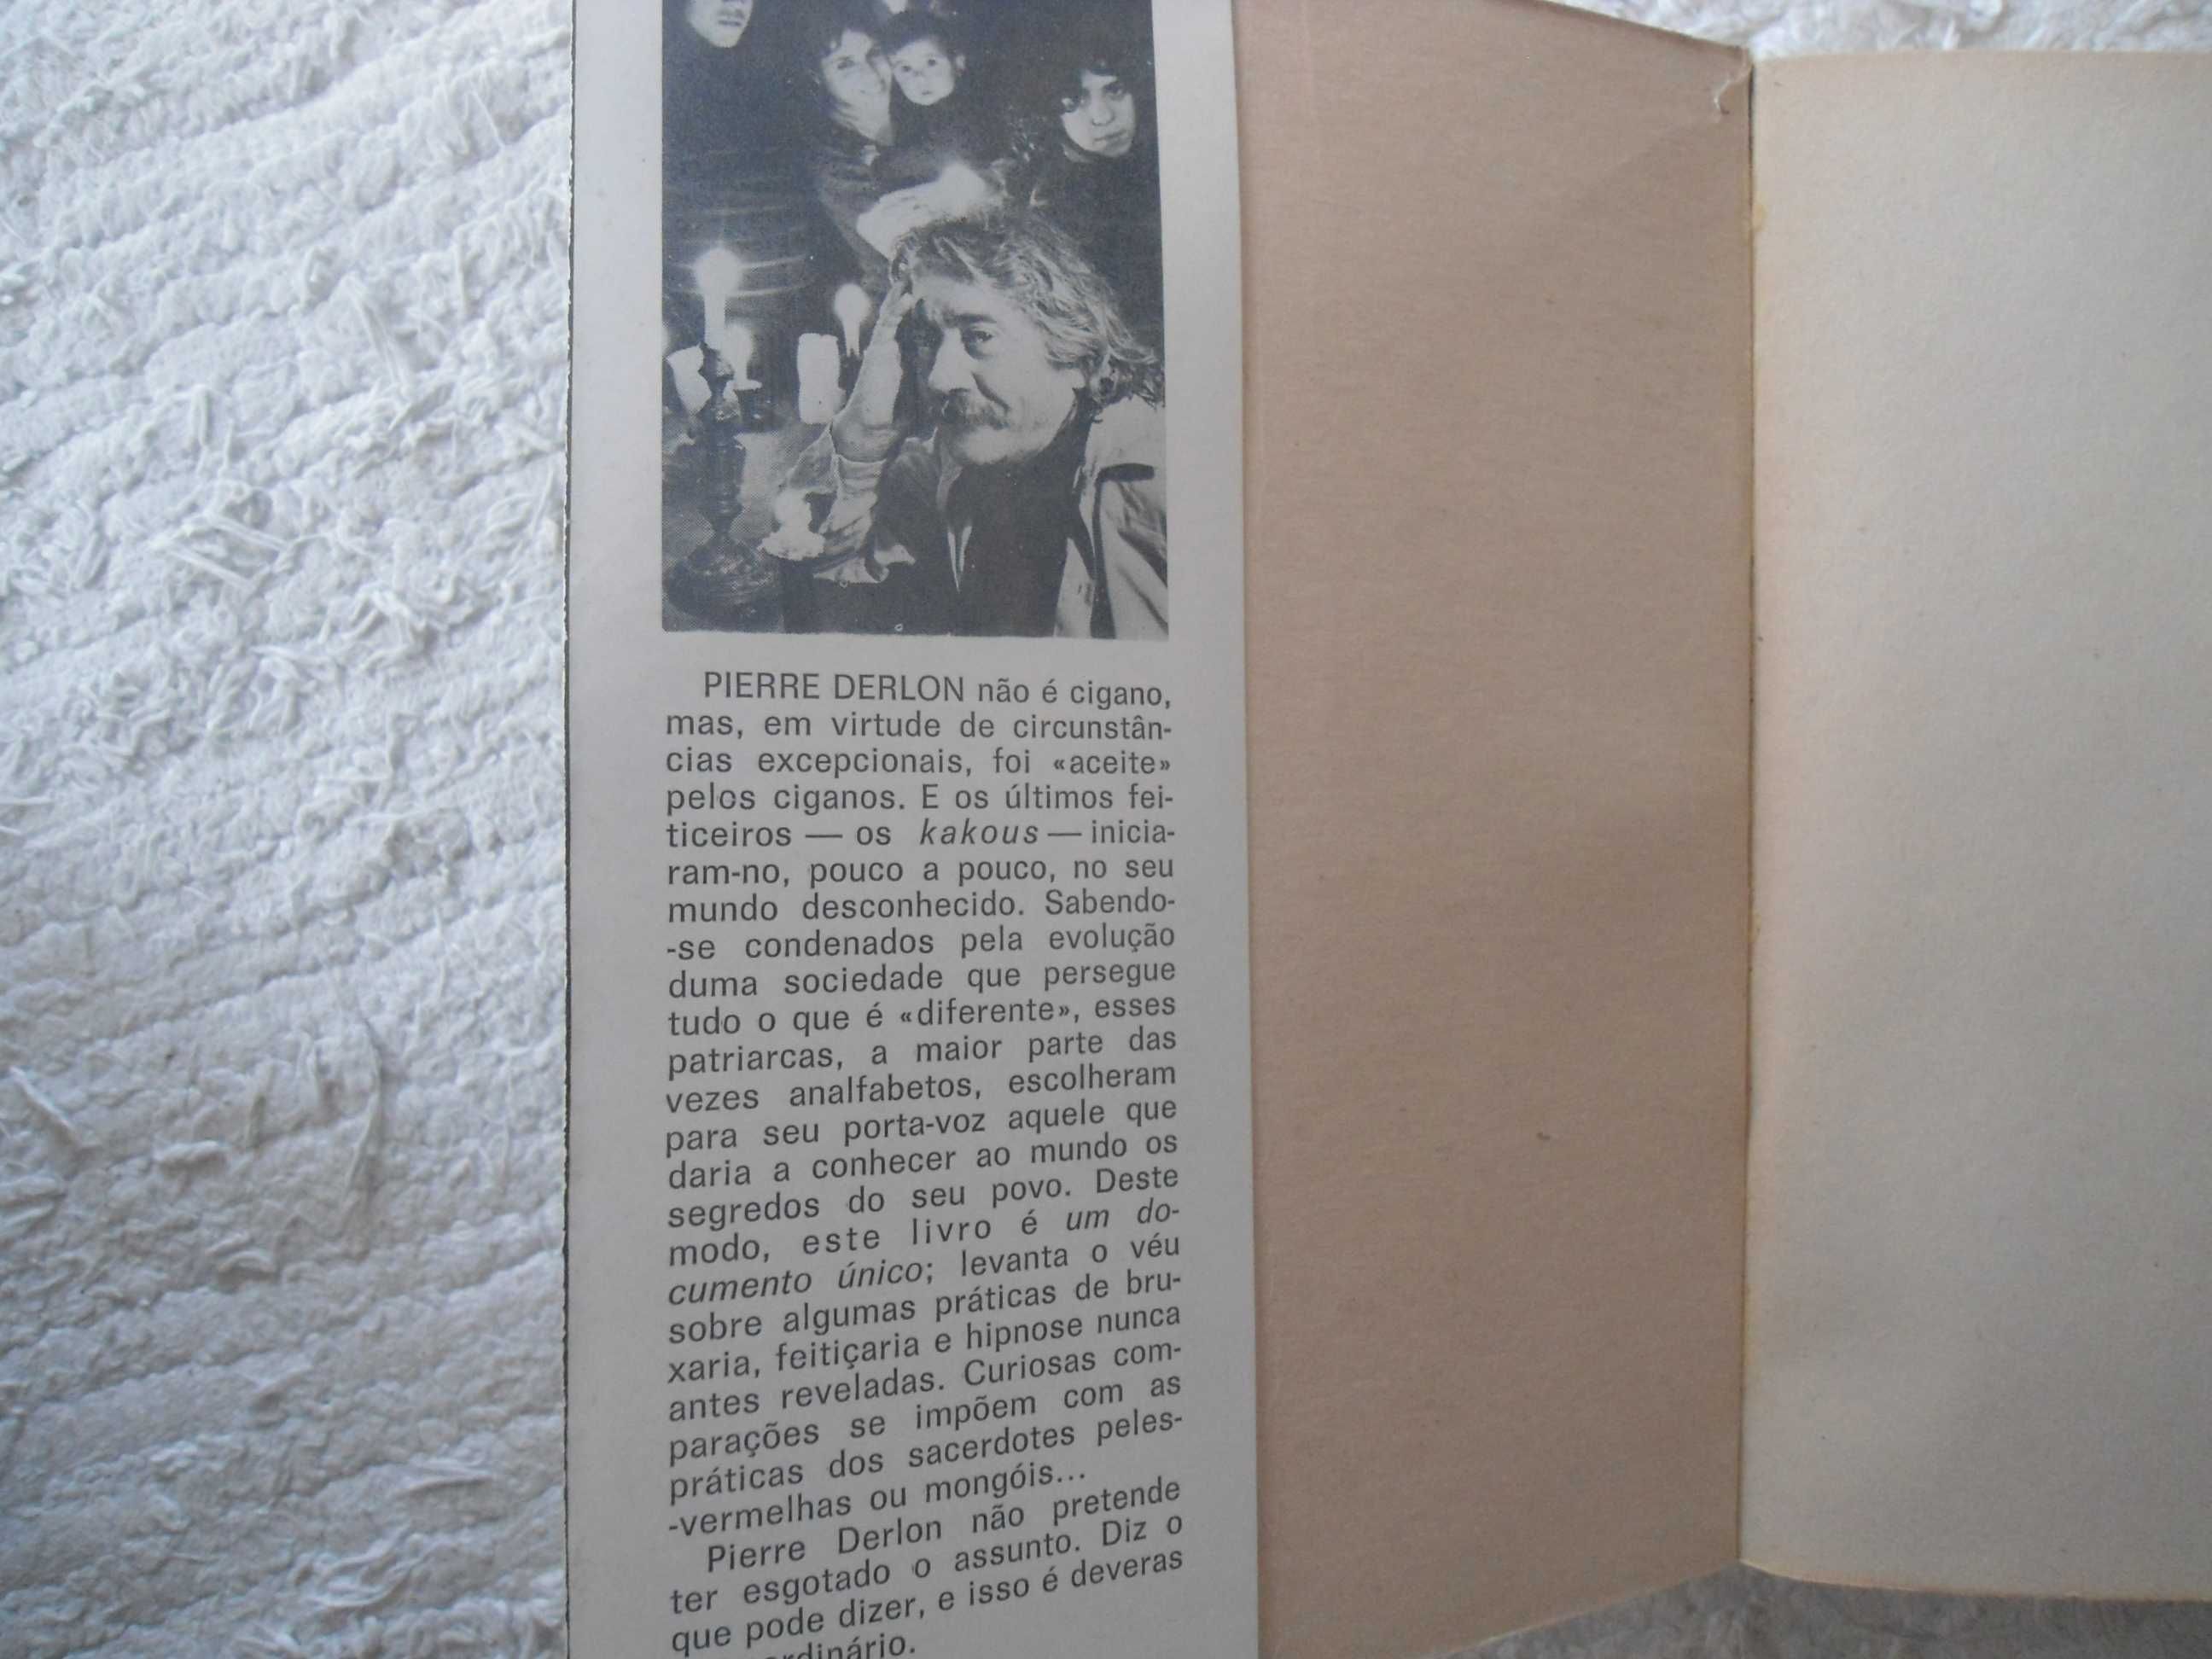 PIERRE DERLON não é cigano,
mas, em virtude de circunstân-
cias excepcionais, foi «aceite»
pelos ciganos. E os últimos fei-
ticeiros — os kakous — inicia-
ram-no, pouco a pouco, no seu
mundo desconhecido. Sabendo-
-se condenados pela evolução
duma sociedade que persegue
tudo o que é «diferente», esses
patriarcas, a maior parte das
vezes analfabetos, escolheram
para seu porta-voz aquele que
daria a conhecer ao mundo os
segredos do seu povo. Deste
modo, este livro é um do-
cumento único; levanta o véu
sobre algumas práticas de bru-
xaria, feitiçaria e hipnose nunca
antes reveladas. Curiosas com-
parações se impõem com as
práticas dos sacerdotes peles-
-vermelhas ou mongóis...
Pierre Derlon não pretende
ter esgotado o assunto. Diz o
que pode dizer, e isso é deveras